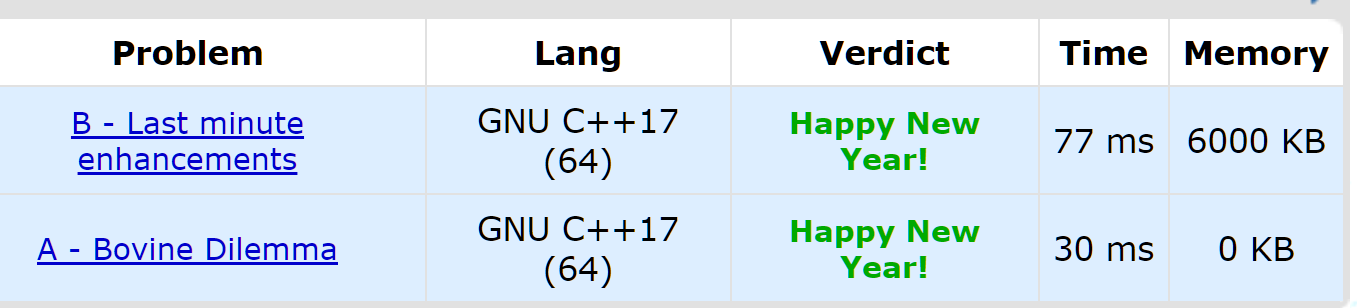 Problem Lang Verdict Time Memory
B - Last minute enhancements GNU C++17 (64) Happy New Year! 77 ms 6000 KB
A - Bovine Dilemma GNU C++17 (64) Happy New Year! 30 ms 0 KB